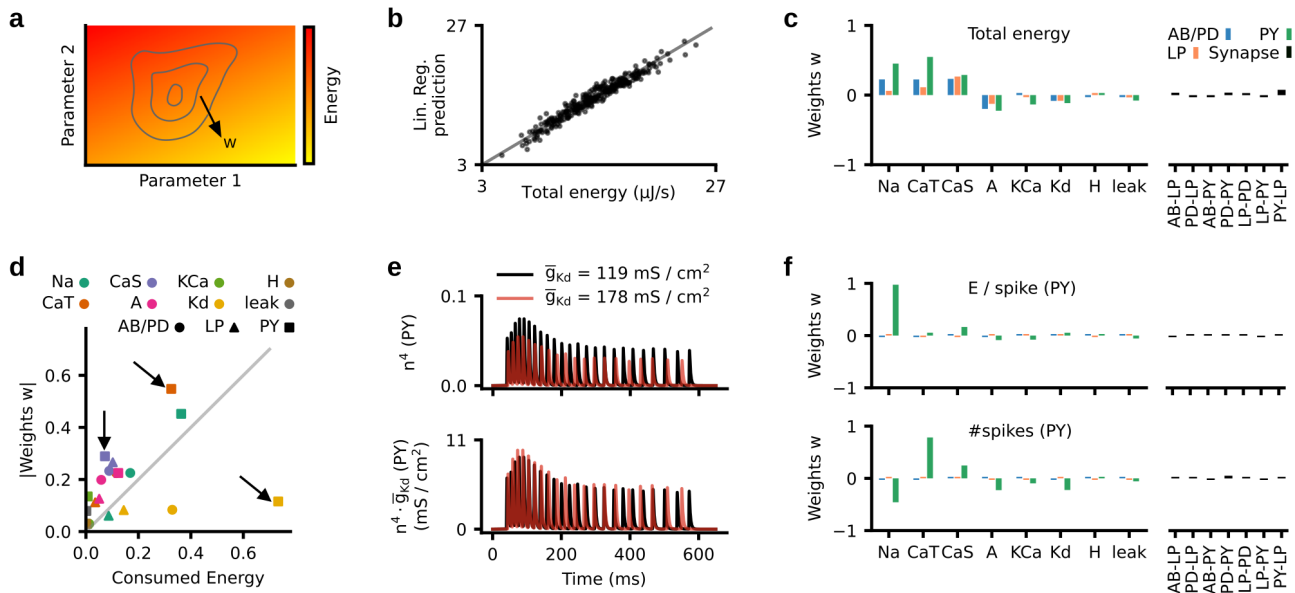 a
Parameter 2
Parameter 1
w
Energy
b
27
Lin. Reg.
prediction
3
3
27
Total energy (μJ/s)
c
1
Total energy
AB/PD
PY
LP
Synapse
Weights w
0
−1
Na
CaT
CaS
A
KCa
Kd
H
leak
AB-LP
PD-LP
AB-PY
PD-PY
LP-PD
LP-PY
PY-LP
d
Na
CaS
KCa
H
CaT
A
Kd
leak
AB/PD
LP
PY
|Weights w|
0.6
0.4
0.2
0.0
0.0
0.2
0.4
0.6
Consumed Energy
e
g̅Kd = 119 mS / cm²
g̅Kd = 178 mS / cm²
0.1
n⁴ (PY)
0.0
11
n⁴ · g̅Kd (PY)
(mS / cm²)
0
0
200
400
600
Time (ms)
f
1
E / spike (PY)
Weights w
0
−1
1
#spikes (PY)
Weights w
0
−1
Na
CaT
CaS
A
KCa
Kd
H
leak
AB-LP
PD-LP
AB-PY
PD-PY
LP-PD
LP-PY
PY-LP